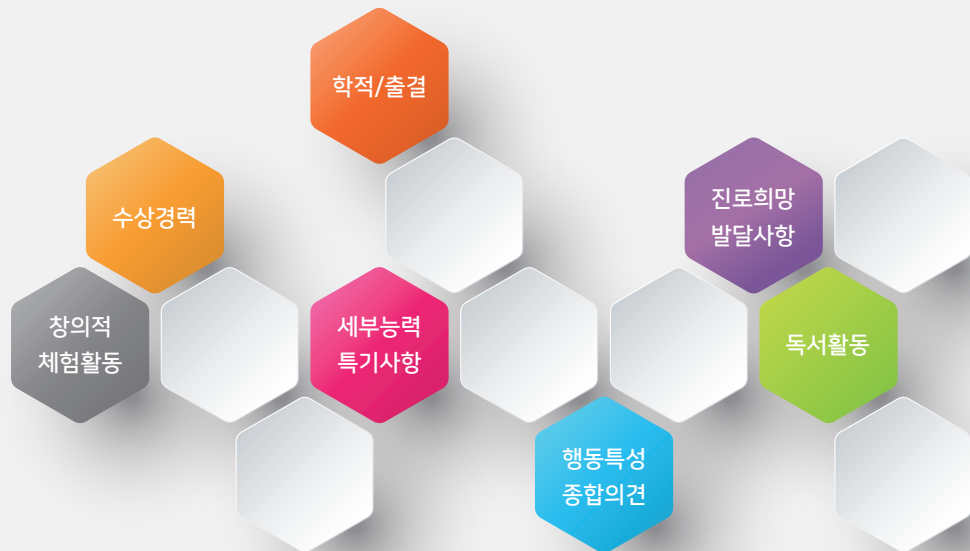 학적/출결
수상경력
진로희망
발달사항
창의적
체험활동
세부능력
특기사항
독서활동
행동특성
종합의견